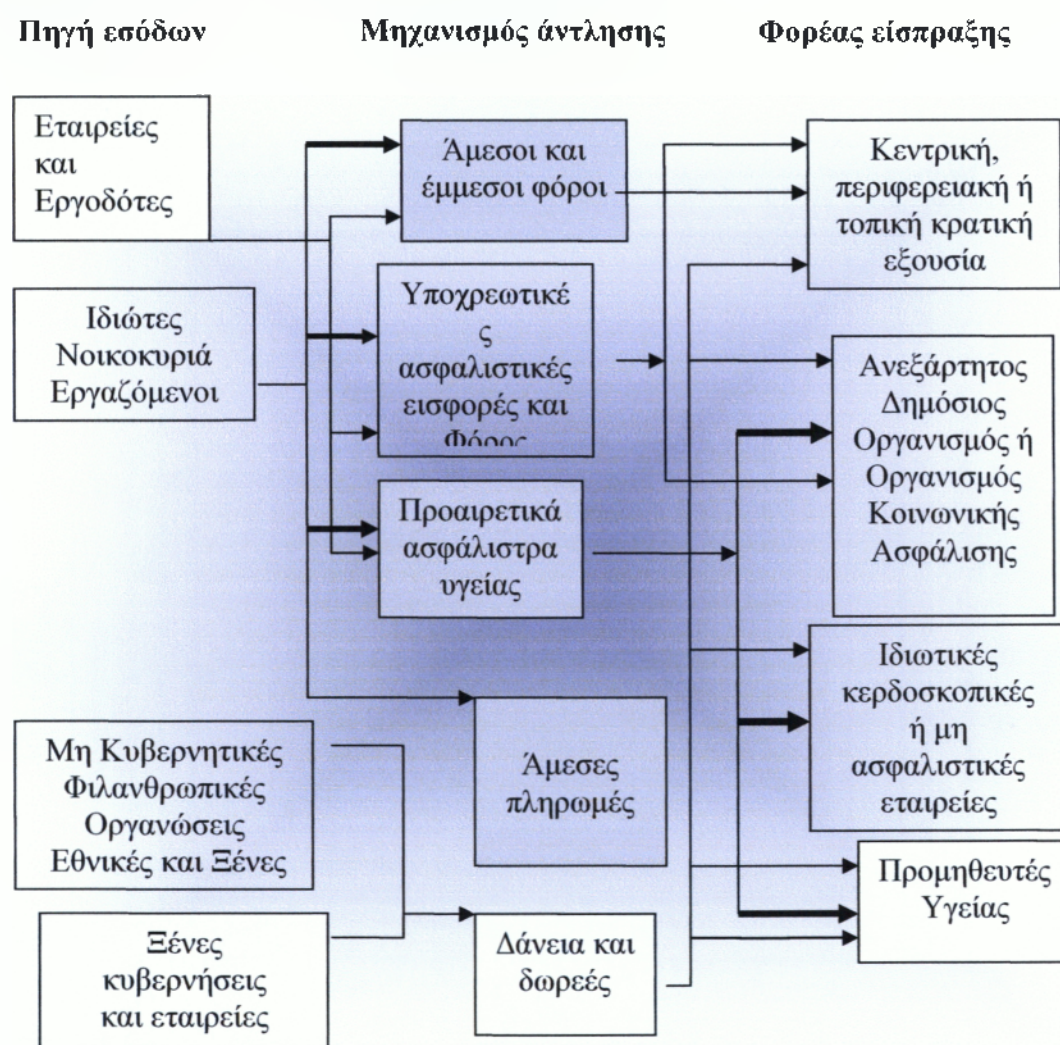 Πηγή εσόδων
Μηχανισμός άντλησης
Φορέας είσπραξης
Εταιρείες
και
Εργοδότες
Ιδιώτες
Νοικοκυριά
Εργαζόμενοι
Μη Κυβερνητικές
Φιλανθρωπικές
Οργανώσεις
Εθνικές και Ξένες
Ξένες
κυβερνήσεις
και εταιρείες
Άμεσοι και
έμμεσοι φόροι
Υποχρεωτικέ
ς
ασφαλιστικές
εισφορές και
Φόρος
Προαιρετικά
ασφάλιστρα
υγείας
Άμεσες
πληρωμές
Δάνεια και
δωρεές
Κεντρική,
περιφερειακή ή
τοπική κρατική
εξουσία
Ανεξάρτητος
Δημόσιος
Οργανισμός ή
Οργανισμός
Κοινωνικής
Ασφάλισης
Ιδιωτικές
κερδοσκοπικές
ή μη
ασφαλιστικές
εταιρείες
Προμηθευτές
Υγείας